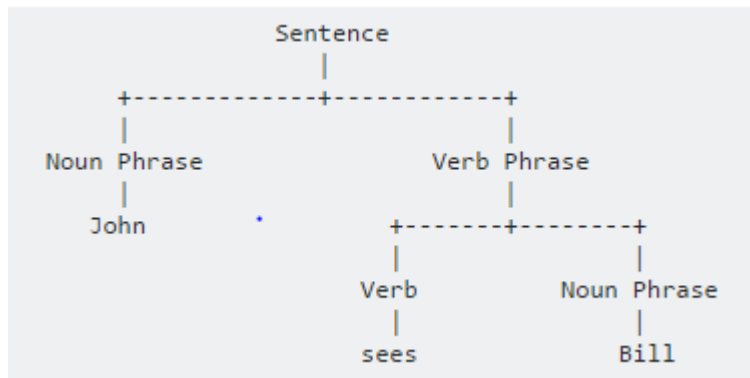 Sentence
|
+-------------+------------+
| |
Noun Phrase Verb Phrase
| |
John +-------+--------+
| |
Verb Noun Phrase
| |
sees Bill